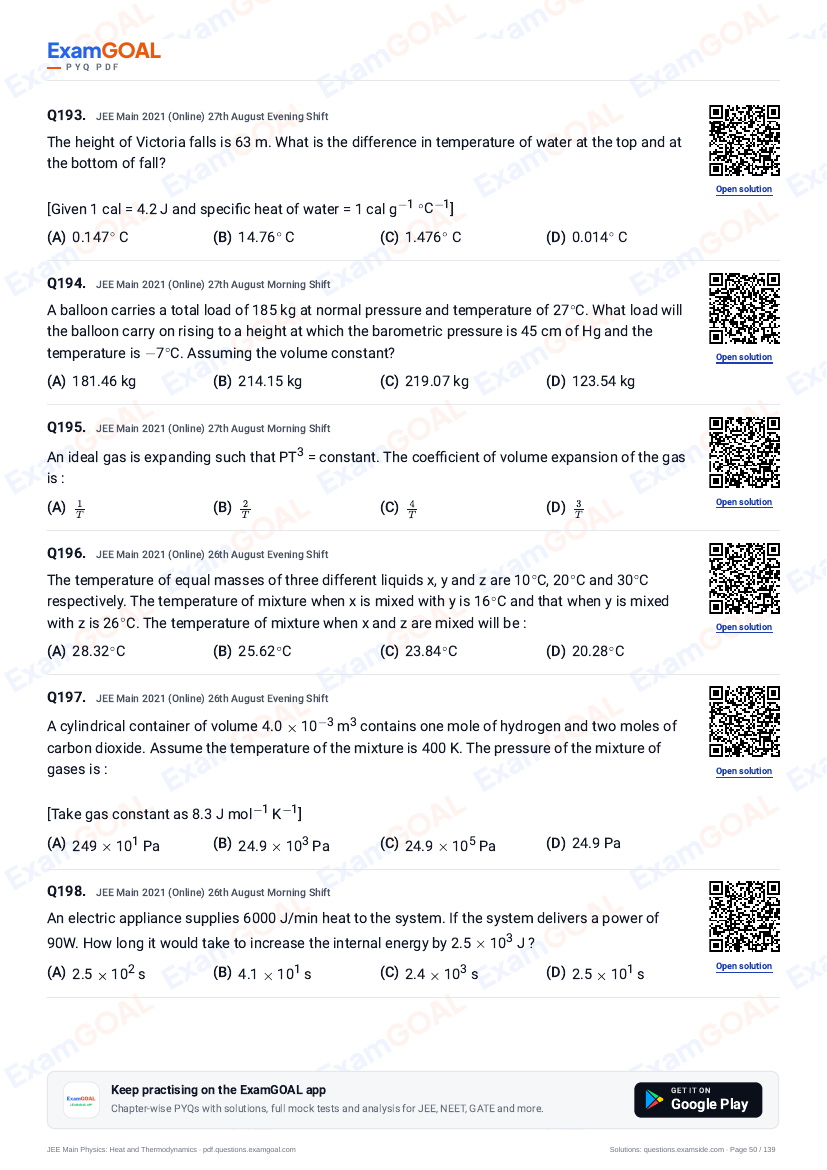 ExamGOAL
PYQ PDF
Q193. JEE Main 2021 (Online) 27th August Evening Shift
The height of Victoria falls is 63 m. What is the difference in temperature of water at the top and at
the bottom of fall?
[Given 1 cal = 4.2 J and specific heat of water = 1 cal g⁻¹ °C⁻¹]
(A) 0.147° C (B) 14.76° C (C) 1.476° C (D) 0.014° C
Open solution
Q194. JEE Main 2021 (Online) 27th August Morning Shift
A balloon carries a total load of 185 kg at normal pressure and temperature of 27°C. What load will
the balloon carry on rising to a height at which the barometric pressure is 45 cm of Hg and the
temperature is −7°C. Assuming the volume constant?
(A) 181.46 kg (B) 214.15 kg (C) 219.07 kg (D) 123.54 kg
Open solution
Q195. JEE Main 2021 (Online) 27th August Morning Shift
An ideal gas is expanding such that PT³ = constant. The coefficient of volume expansion of the gas
is :
(A) 1/T (B) 2/T (C) 4/T (D) 3/T
Open solution
Q196. JEE Main 2021 (Online) 26th August Evening Shift
The temperature of equal masses of three different liquids x, y and z are 10°C, 20°C and 30°C
respectively. The temperature of mixture when x is mixed with y is 16°C and that when y is mixed
with z is 26°C. The temperature of mixture when x and z are mixed will be :
(A) 28.32°C (B) 25.62°C (C) 23.84°C (D) 20.28°C
Open solution
Q197. JEE Main 2021 (Online) 26th August Evening Shift
A cylindrical container of volume 4.0 × 10⁻³ m³ contains one mole of hydrogen and two moles of
carbon dioxide. Assume the temperature of the mixture is 400 K. The pressure of the mixture of
gases is :
[Take gas constant as 8.3 J mol⁻¹ K⁻¹]
(A) 249 × 10¹ Pa (B) 24.9 × 10³ Pa (C) 24.9 × 10⁵ Pa (D) 24.9 Pa
Open solution
Q198. JEE Main 2021 (Online) 26th August Morning Shift
An electric appliance supplies 6000 J/min heat to the system. If the system delivers a power of
90W. How long it would take to increase the internal energy by 2.5 × 10³ J ?
(A) 2.5 × 10² s (B) 4.1 × 10¹ s (C) 2.4 × 10³ s (D) 2.5 × 10¹ s
Open solution
ExamGOAL
Keep practising on the ExamGOAL app
Chapter-wise PYQs with solutions, full mock tests and analysis for JEE, NEET, GATE and more.
GET IT ON
Google Play
JEE Main Physics: Heat and Thermodynamics · pdf.questions.examgoal.com
Solutions: questions.examside.com · Page 50 / 139